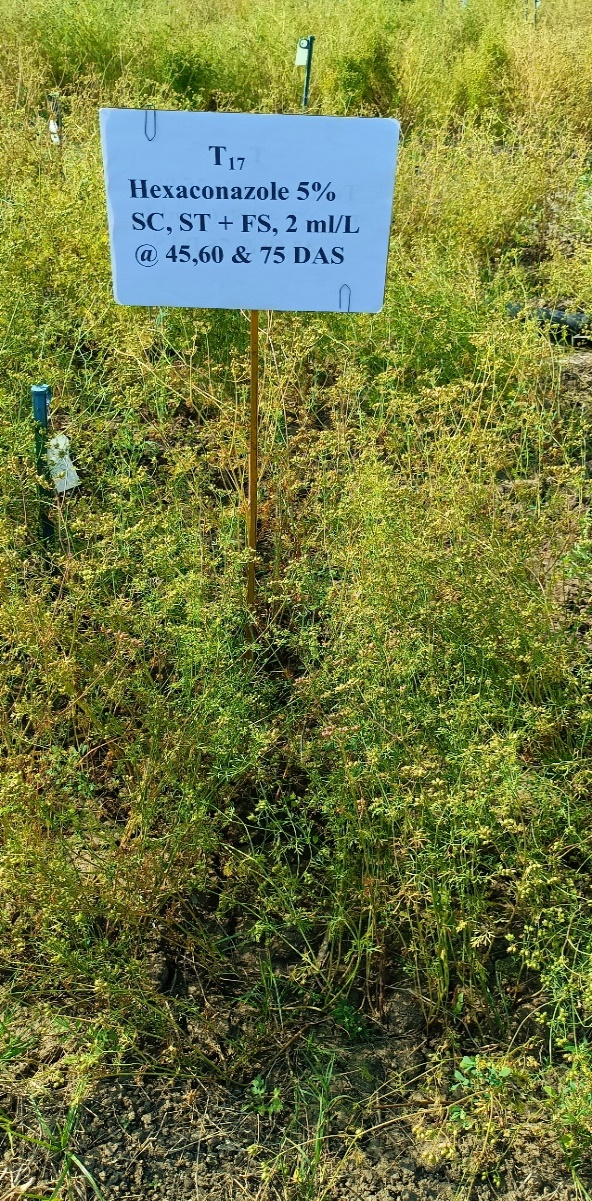 T₁₇
Hexaconazole 5%
SC, ST + FS, 2 ml/L
@ 45,60 & 75 DAS